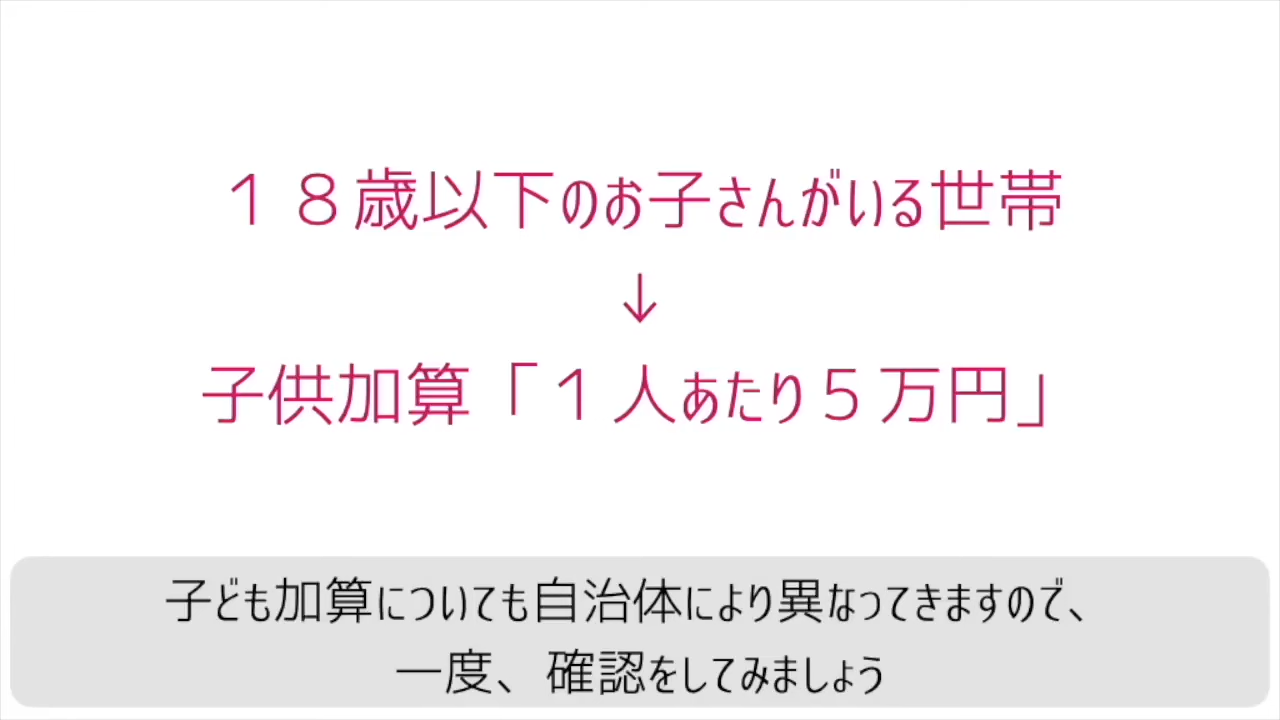 １８歳以下のお子さんがいる世帯
↓
子供加算「１人あたり５万円」
子ども加算についても自治体により異なってきますので、
一度、確認をしてみましょう